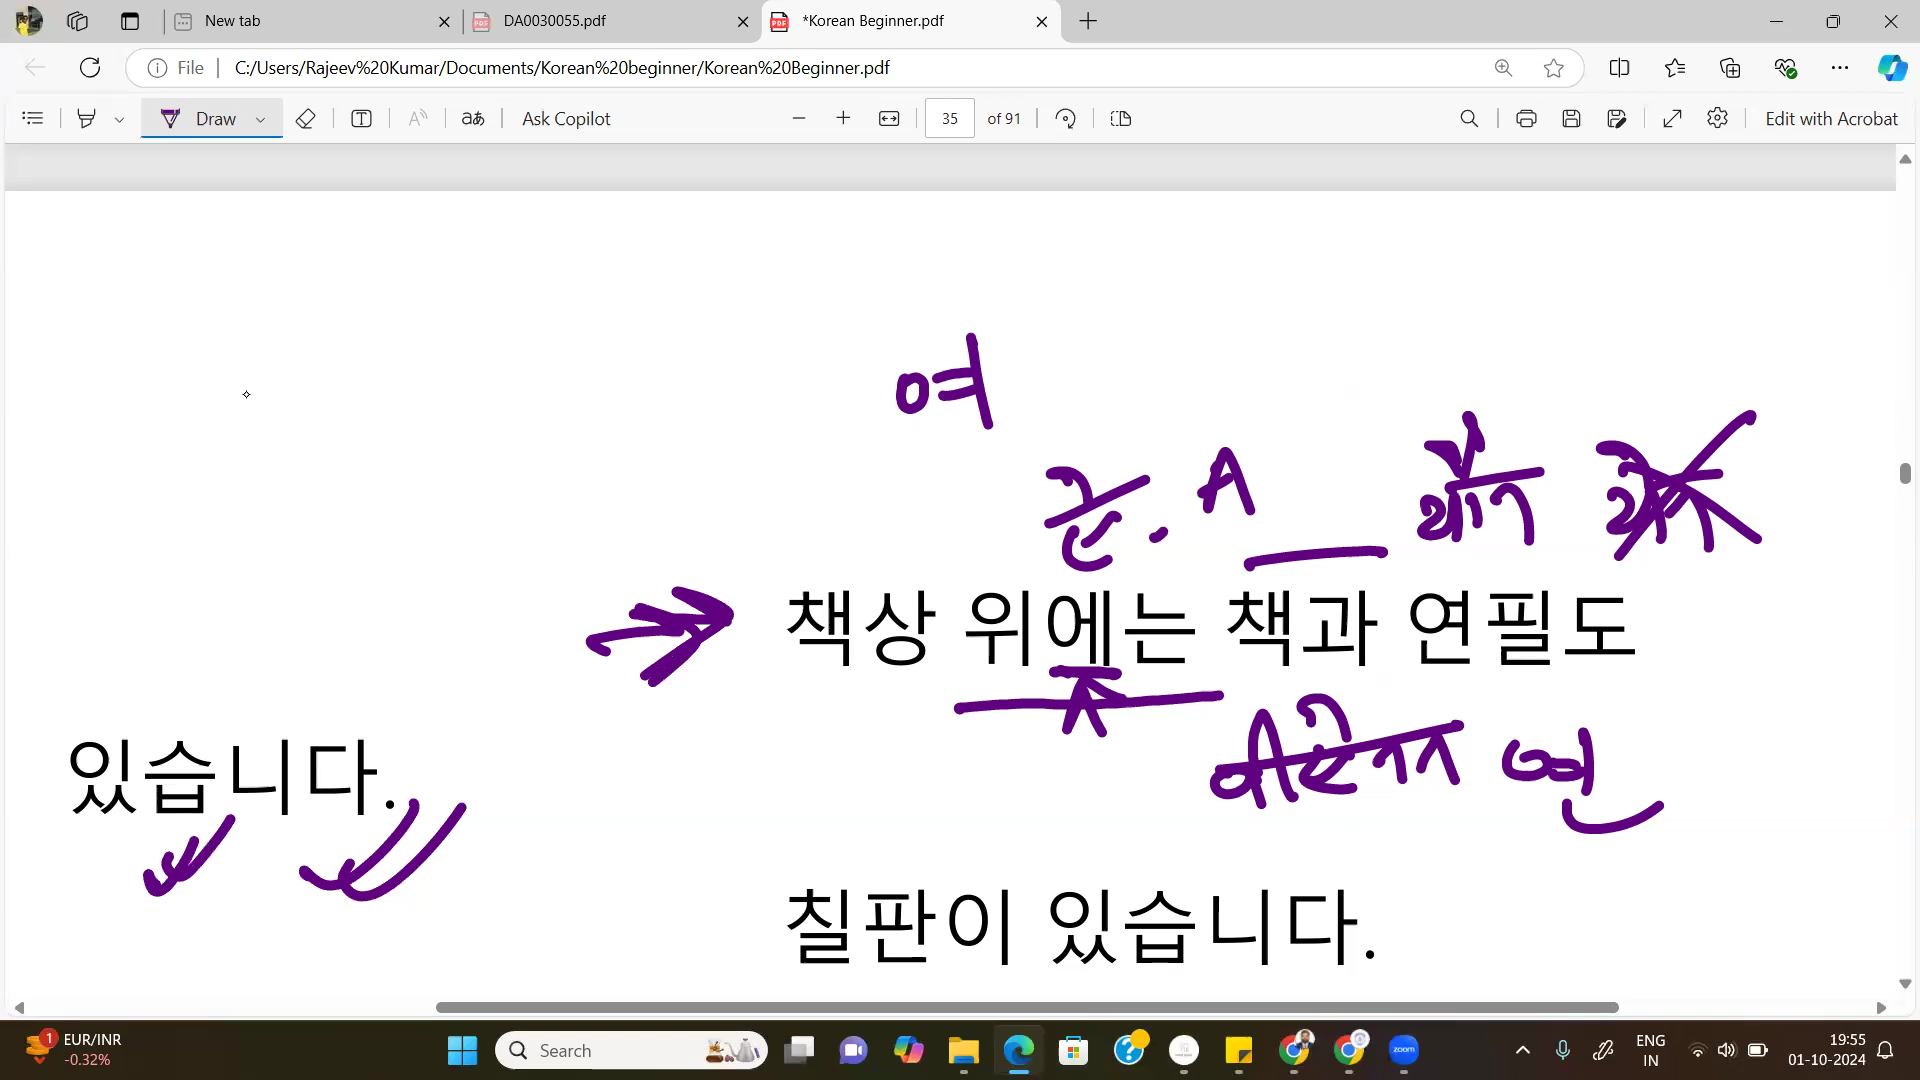 New tab
DA0030055.pdf
*Korean Beginner.pdf
File
C:/Users/Rajeev%20Kumar/Documents/Korean%20beginner/Korean%20Beginner.pdf
Draw
Ask Copilot
35 of 91
Edit with Acrobat
여
A
책상 위에는 책과 연필도
있습니다.
칠판이 있습니다.
1 EUR/INR
-0.32%
Search
zoom
ENG
IN
19:55
01-10-2024